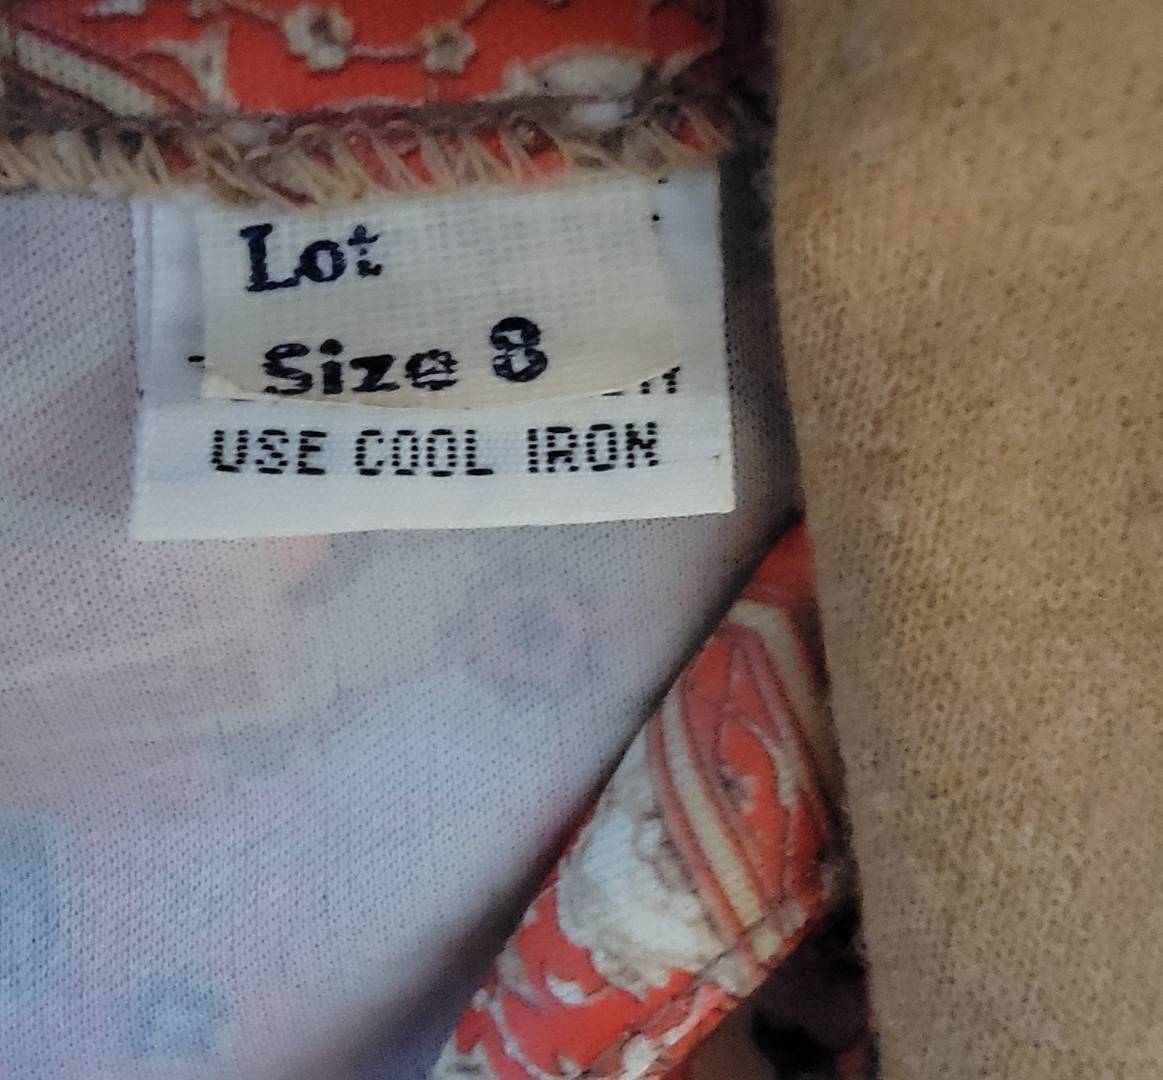 Lot
Size 8
USE COOL IRON